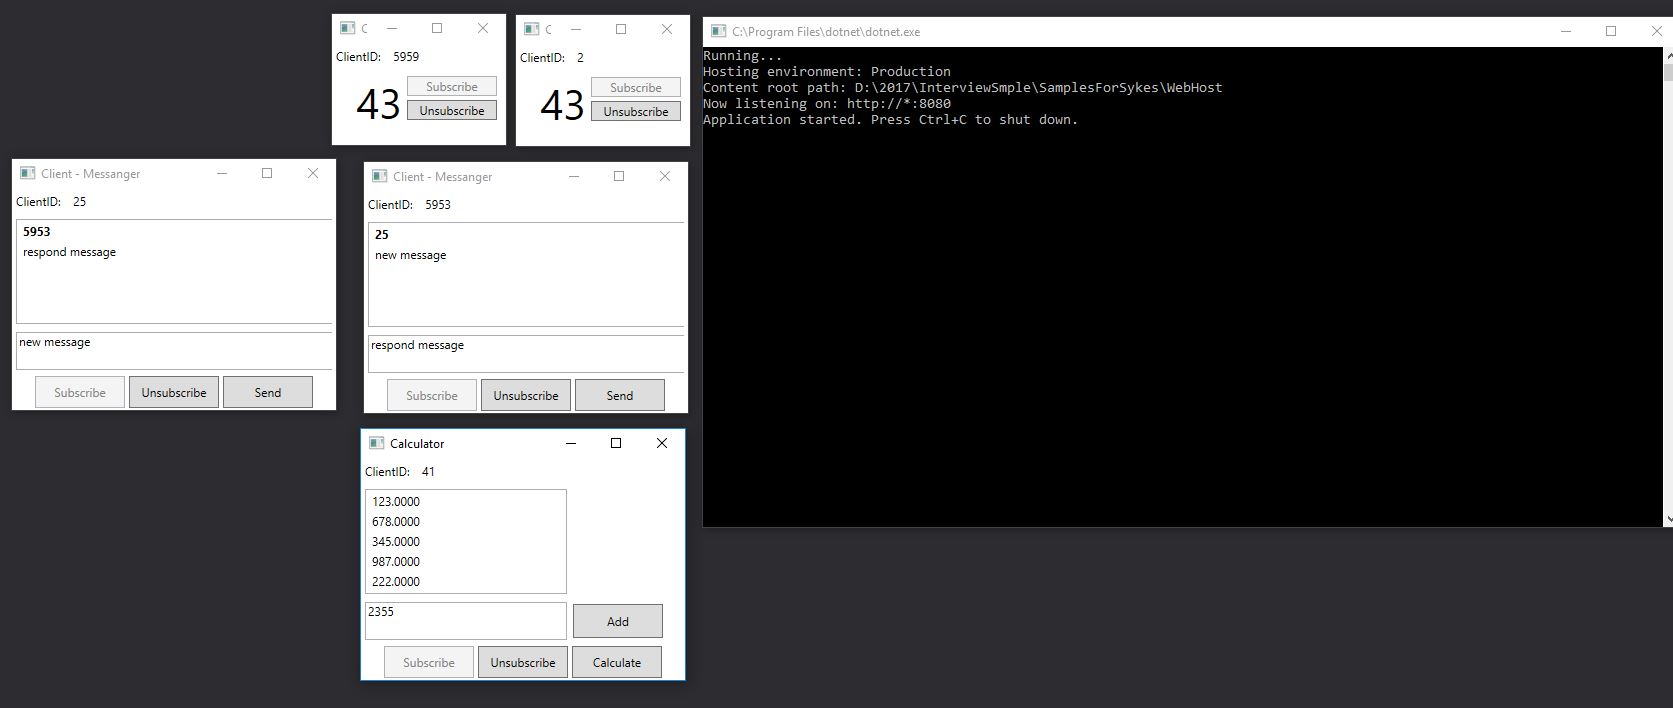 C
ClientID: 5959
43
Subscribe
Unsubscribe
C
ClientID: 2
43
Subscribe
Unsubscribe
C:\Program Files\dotnet\dotnet.exe
Running...
Hosting environment: Production
Content root path: D:\2017\InterviewSmple\SamplesForSykes\WebHost
Now listening on: http://*:8080
Application started. Press Ctrl+C to shut down.
Client - Messanger
ClientID: 25
5953
respond message
new message
Subscribe
Unsubscribe
Send
Client - Messanger
ClientID: 5953
25
new message
respond message
Subscribe
Unsubscribe
Send
Calculator
ClientID: 41
123.0000
678.0000
345.0000
987.0000
222.0000
2355
Add
Subscribe
Unsubscribe
Calculate